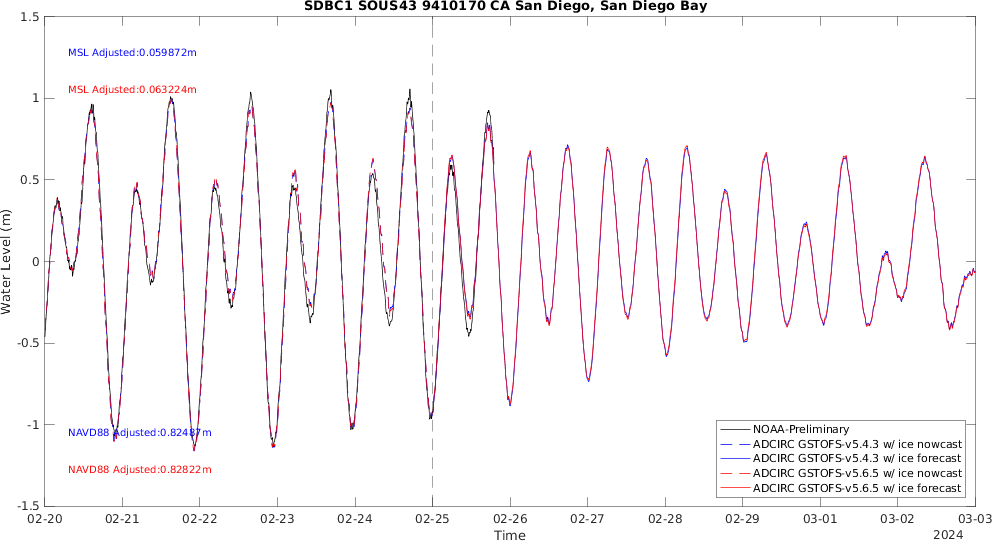 SDBC1 SOUS43 9410170 CA San Diego, San Diego Bay
1.5
MSL Adjusted:0.059872m
MSL Adjusted:0.063224m
1
0.5
Water Level (m)
0
-0.5
-1
NAVD88 Adjusted:0.82487m
NAVD88 Adjusted:0.82822m
-1.5
NOAA-Preliminary
ADCIRC GSTOFS-v5.4.3 w/ ice nowcast
ADCIRC GSTOFS-v5.4.3 w/ ice forecast
ADCIRC GSTOFS-v5.6.5 w/ ice nowcast
ADCIRC GSTOFS-v5.6.5 w/ ice forecast
02-20 02-21 02-22 02-23 02-24 02-25 02-26 02-27 02-28 02-29 03-01 03-02 03-03
Time
2024